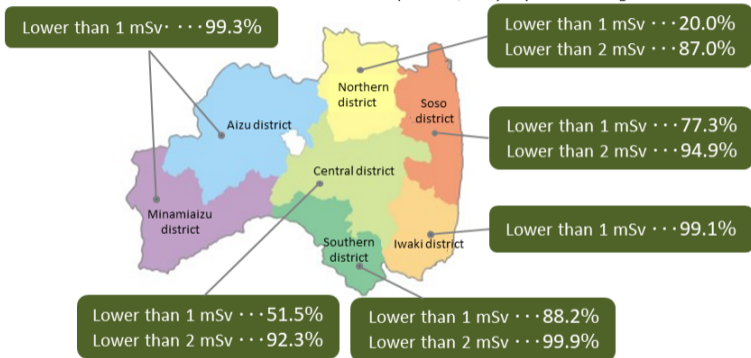 Lower than 1 mSv・・・・99.3%
Lower than 1 mSv ・・・20.0%
Lower than 2 mSv ・・・87.0%
Northern
district
Soso
district
Aizu district
Lower than 1 mSv ・・・77.3%
Lower than 2 mSv ・・・94.9%
Central district
Minamiaizu
district
Lower than 1 mSv ・・・99.1%
Southern
district
Iwaki district
Lower than 1 mSv ・・・51.5%
Lower than 2 mSv ・・・92.3%
Lower than 1 mSv ・・・88.2%
Lower than 2 mSv ・・・99.9%